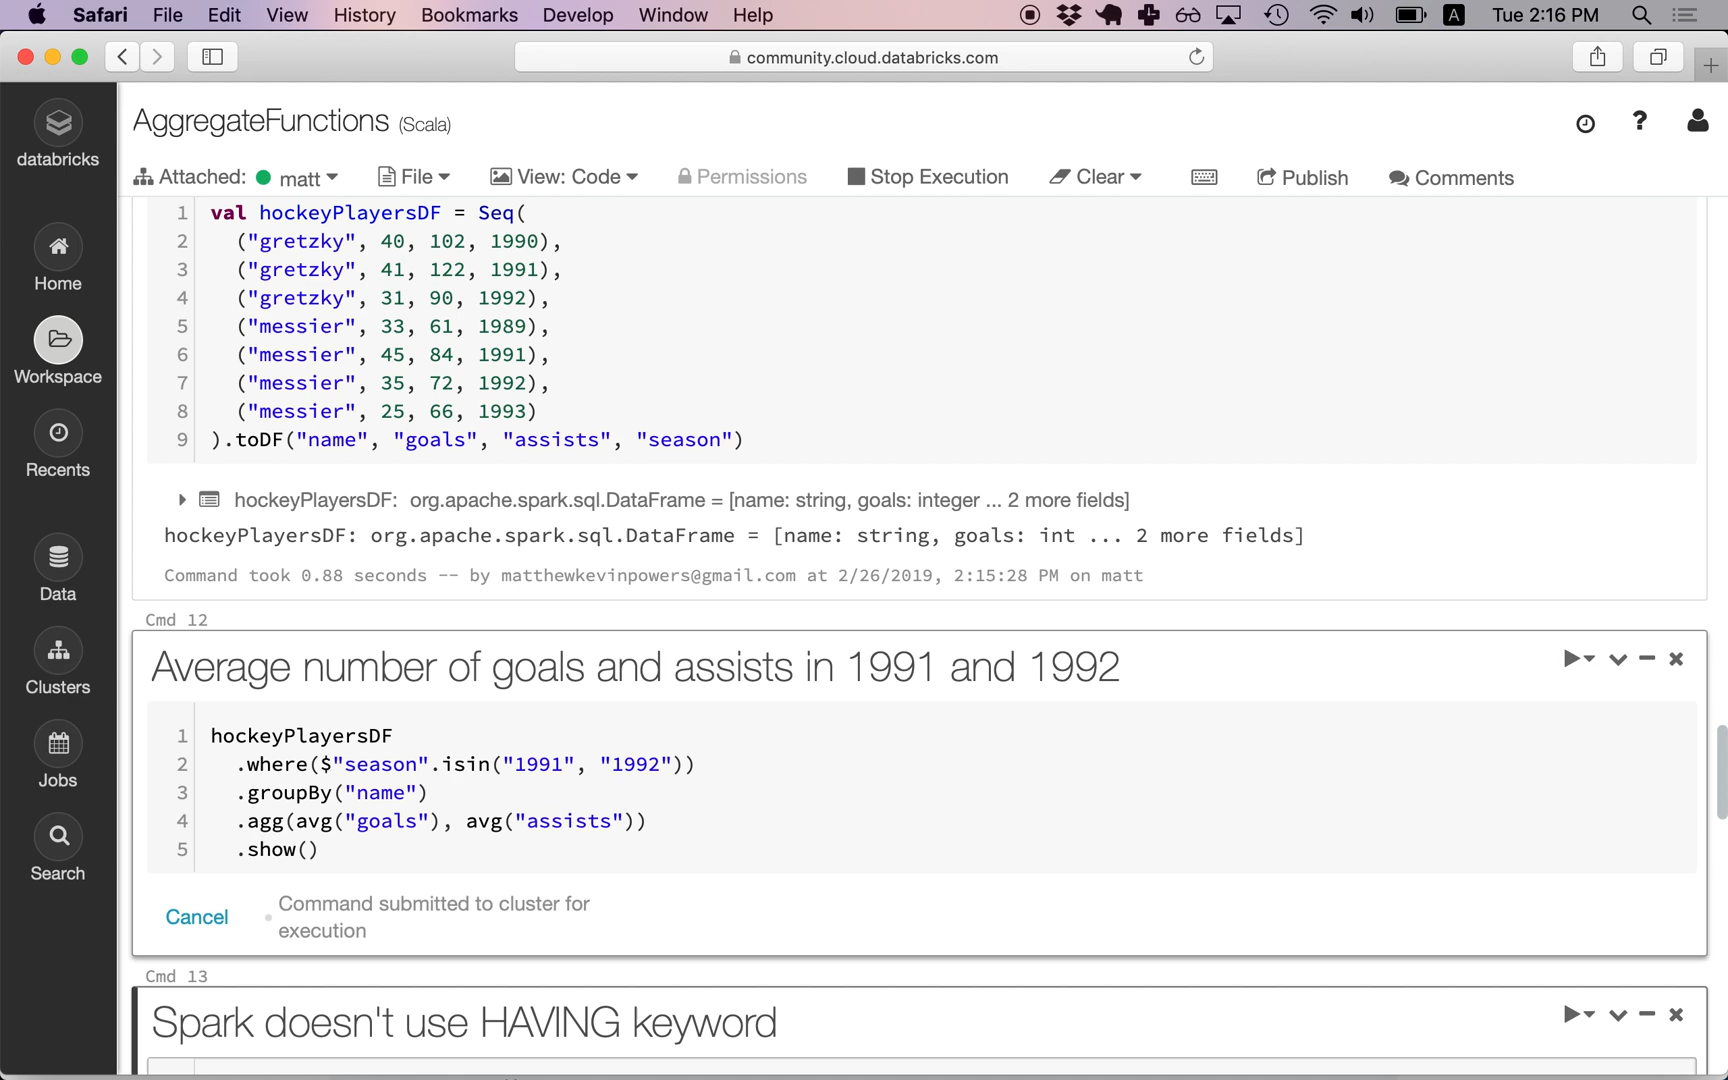 Safari File Edit View History Bookmarks Develop Window Help A Tue 2:16 PM
community.cloud.databricks.com
databricks
Home
Workspace
Recents
Data
Clusters
Jobs
Search
AggregateFunctions (Scala)
?
Attached: matt File View: Code Permissions Stop Execution Clear Publish Comments
1 val hockeyPlayersDF = Seq(
2 ("gretzky", 40, 102, 1990),
3 ("gretzky", 41, 122, 1991),
4 ("gretzky", 31, 90, 1992),
5 ("messier", 33, 61, 1989),
6 ("messier", 45, 84, 1991),
7 ("messier", 35, 72, 1992),
8 ("messier", 25, 66, 1993)
9 ).toDF("name", "goals", "assists", "season")
hockeyPlayersDF: org.apache.spark.sql.DataFrame = [name: string, goals: integer ... 2 more fields]
hockeyPlayersDF: org.apache.spark.sql.DataFrame = [name: string, goals: int ... 2 more fields]
Command took 0.88 seconds -- by matthewkevinpowers@gmail.com at 2/26/2019, 2:15:28 PM on matt
Cmd 12
Average number of goals and assists in 1991 and 1992
1 hockeyPlayersDF
2 .where($"season".isin("1991", "1992"))
3 .groupBy("name")
4 .agg(avg("goals"), avg("assists"))
5 .show()
Cancel
Command submitted to cluster for
execution
Cmd 13
Spark doesn't use HAVING keyword